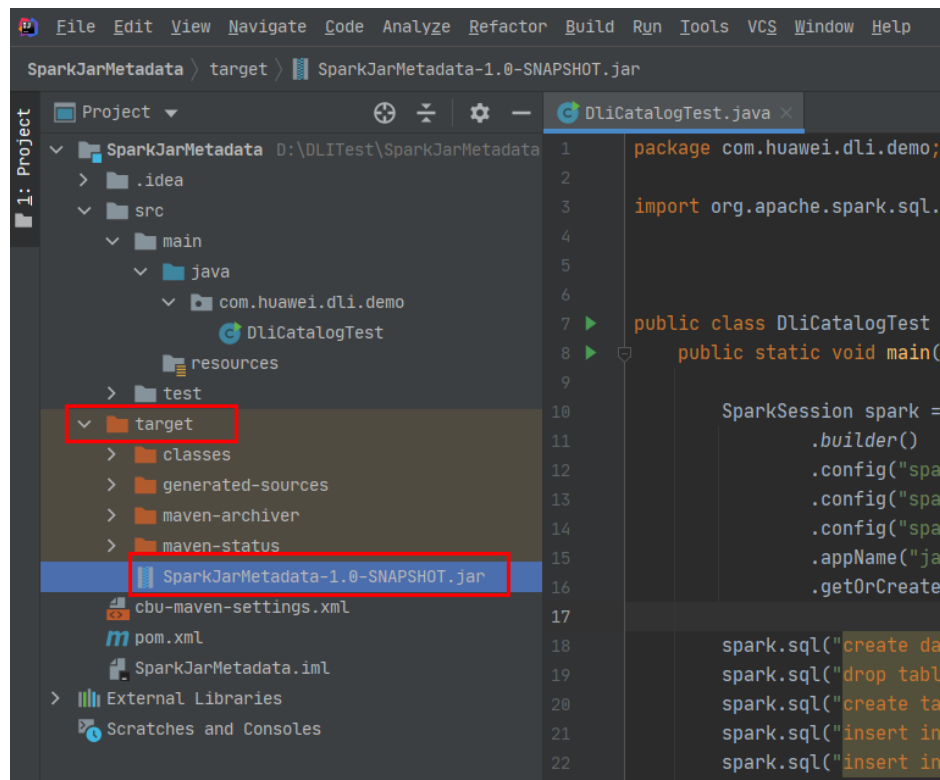 File Edit View Navigate Code Analyze Refactor Build Run Tools VCS Window Help
SparkJarMetadata target SparkJarMetadata-1.0-SNAPSHOT.jar
1: Project
Project
SparkJarMetadata D:\DLITest\SparkJarMetadata
.idea
src
main
java
com.huawei.dli.demo
DliCatalogTest
resources
test
target
classes
generated-sources
maven-archiver
maven-status
SparkJarMetadata-1.0-SNAPSHOT.jar
cbu-maven-settings.xml
pom.xml
SparkJarMetadata.iml
External Libraries
Scratches and Consoles
DliCatalogTest.java
1 package com.huawei.dli.demo;
2
3 import org.apache.spark.sql.
4
5
6
7 public class DliCatalogTest
8 public static void main(
9
10 SparkSession spark =
11 .builder()
12 .config("spa
13 .config("spa
14 .config("spa
15 .appName("ja
16 .getOrCreate
17
18 spark.sql("create da
19 spark.sql("drop tabl
20 spark.sql("create ta
21 spark.sql("insert in
22 spark.sql("insert in